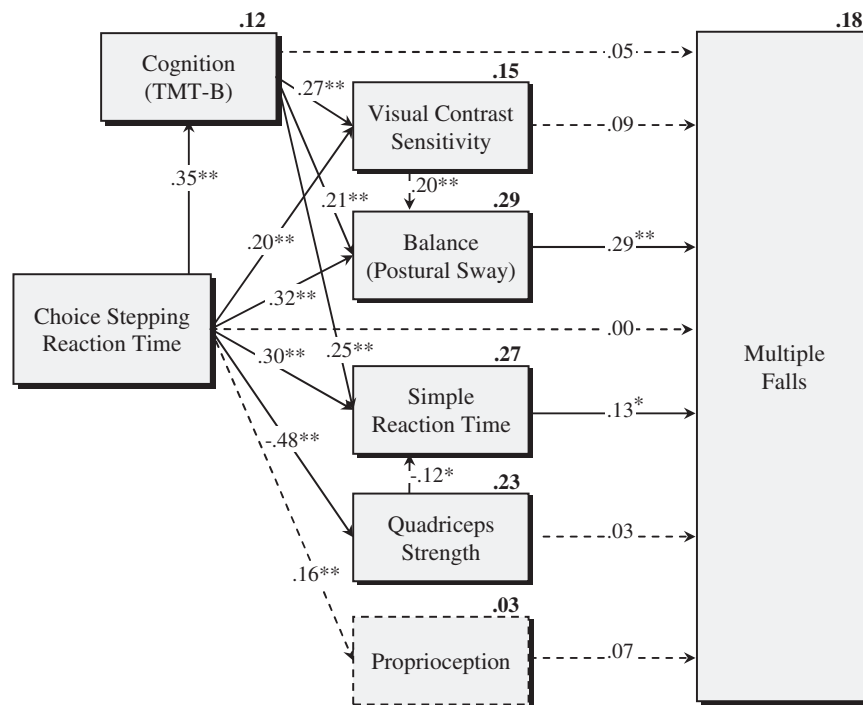 .12
.18
Cognition
(TMT-B)
.05
.27**
.15
Visual Contrast
Sensitivity
.09
.35**
.21**
.20**
.29
.20**
Balance
(Postural Sway)
.29**
Choice Stepping
Reaction Time
.32**
.00
.30**
.25**
.27
Multiple
Falls
Simple
Reaction Time
.13*
-.48**
-.12*
.23
Quadriceps
Strength
.03
.16**
.03
Proprioception
.07